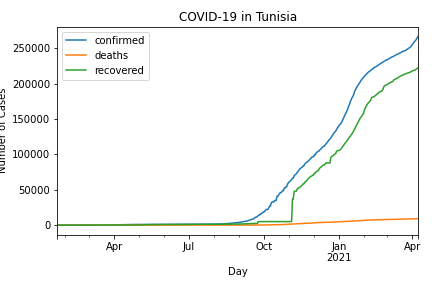 COVID-19 in Tunisia
confirmed
deaths
recovered
Number of Cases
250000
200000
150000
100000
50000
0
Apr
Jul
Oct
Jan
2021
Apr
Day